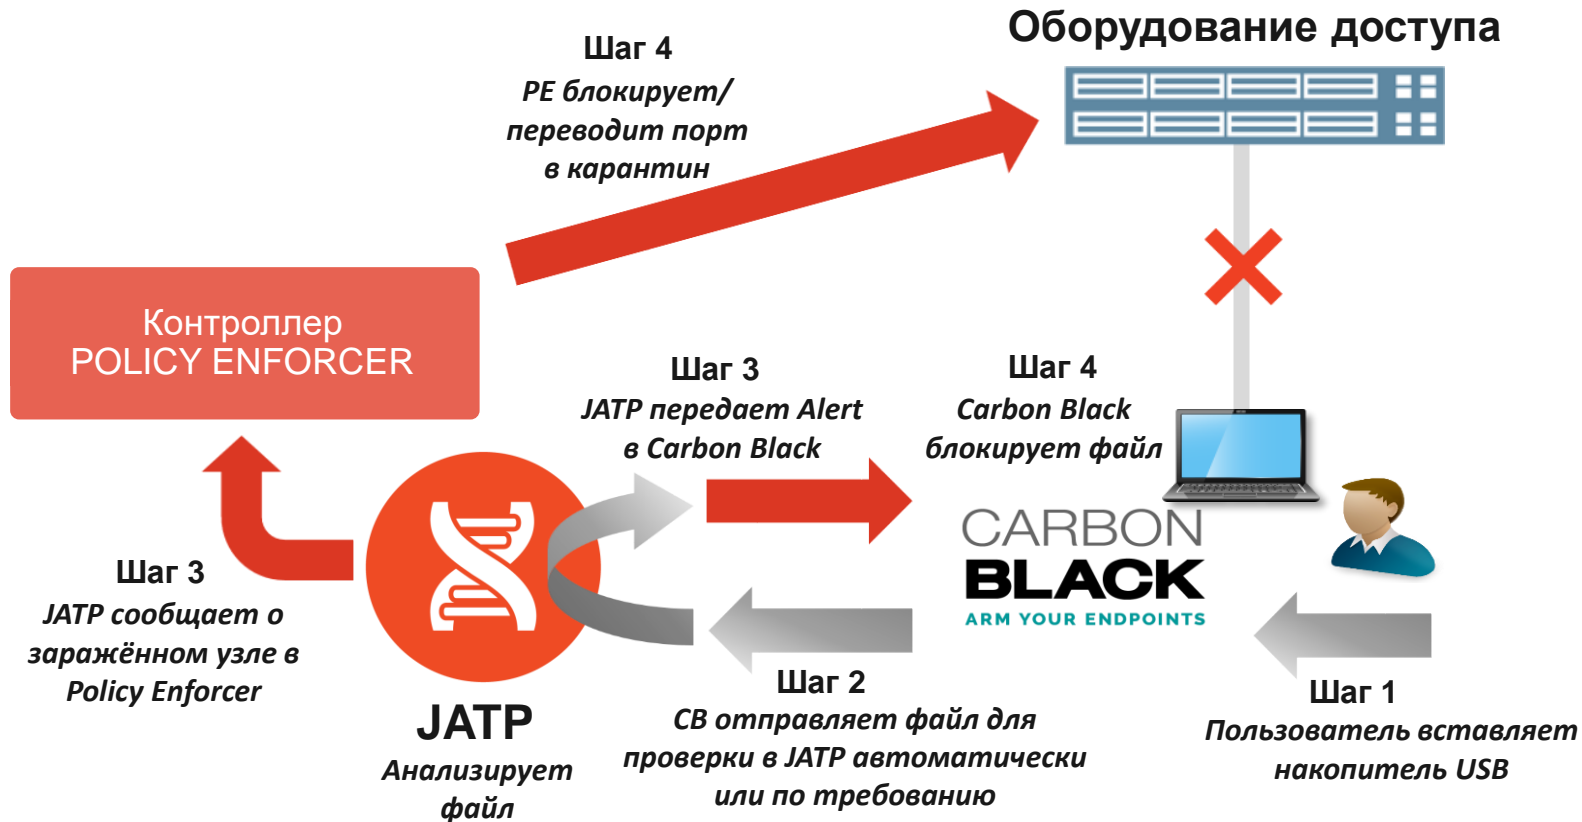 Оборудование доступа
Шаг 4
PE блокирует/
переводит порт
в карантин
Контроллер
POLICY ENFORCER
Шаг 3
JATP передает Alert
в Carbon Black
Шаг 4
Carbon Black
блокирует файл
CARBON
BLACK
ARM YOUR ENDPOINTS
Шаг 3
JATP сообщает о
заражённом узле в
Policy Enforcer
JATP
Анализирует
файл
Шаг 2
CB отправляет файл для
проверки в JATP автоматически
или по требованию
Шаг 1
Пользователь вставляет
накопитель USB